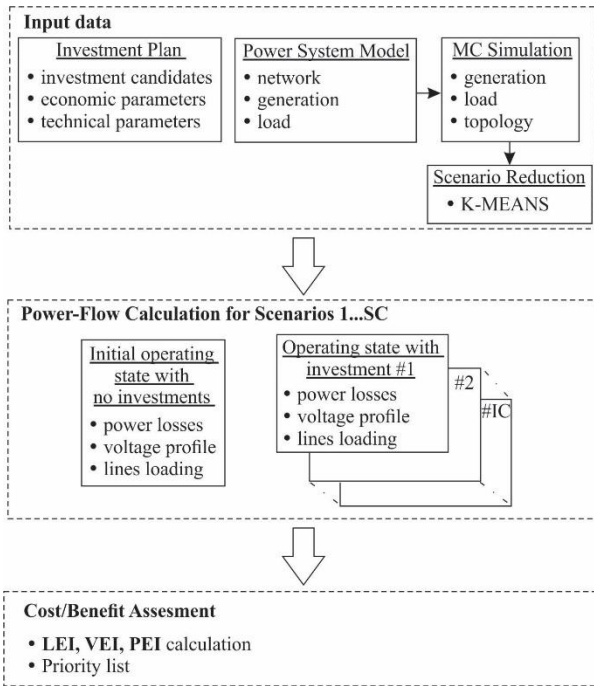 Input data
Investment Plan
• investment candidates
• economic parameters
• technical parameters
Power System Model
• network
• generation
• load
MC Simulation
• generation
• load
• topology
Scenario Reduction
• K-MEANS
Power-Flow Calculation for Scenarios 1...SC
Initial operating
state with
no investments
• power losses
• voltage profile
• lines loading
Operating state with
investment #1
• power losses
• voltage profile
• lines loading
#2
#IC
Cost/Benefit Assesment
• LEI, VEI, PEI calculation
• Priority list